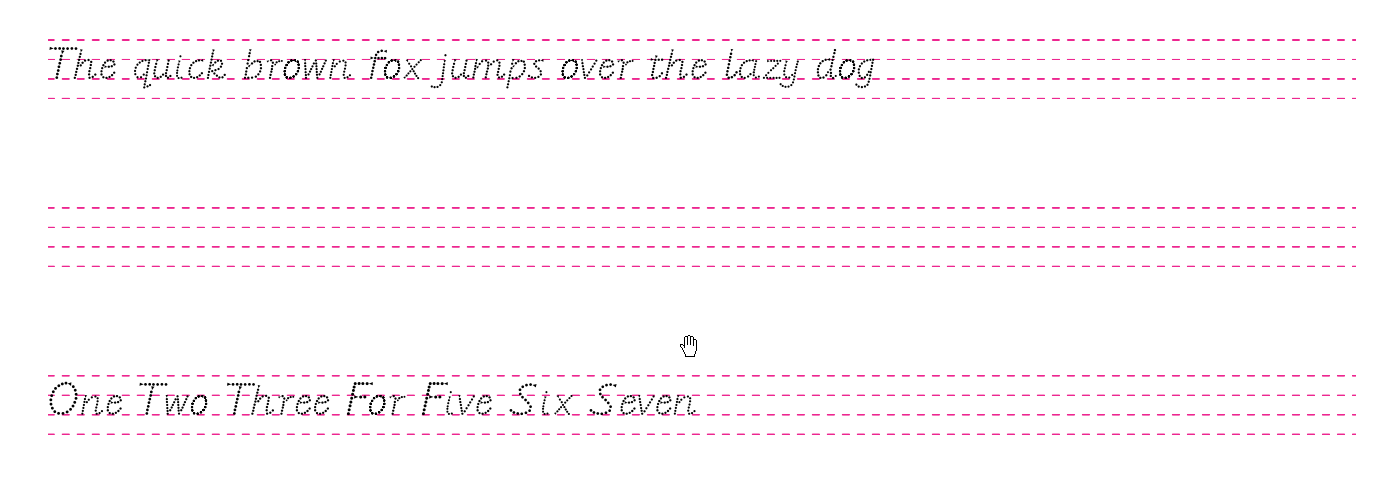 The quick brown fox jumps over the lazy dog
One Two Three For Five Six Seven